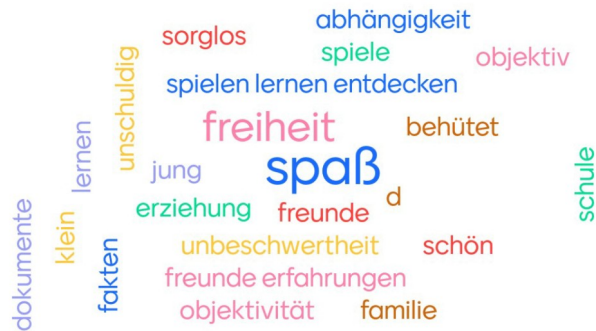 abhängigkeit
sorglos
spiele
objektiv
unschuldig
spielen lernen entdecken
freiheit
behütet
lernen
jung
spaß
schule
d
erziehung
freunde
dokumente
klein
fakten
unbeschwertheit
schön
freunde erfahrungen
objektivität
familie